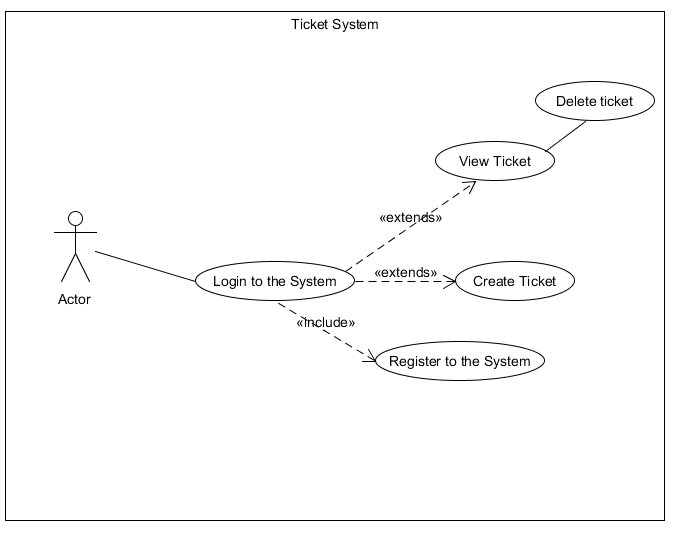 Ticket System
Delete ticket
View Ticket
«extends»
Actor
Login to the System
«extends»
Create Ticket
«include»
Register to the System